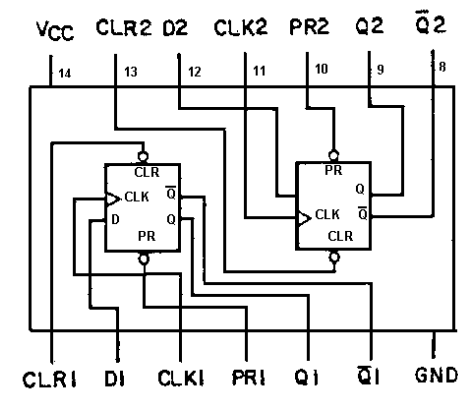 VCC CLR2 D2 CLK2 PR2 Q2 Q̅2
14 13 12 11 10 9 8
CLR PR
CLK Q̅ Q
D Q CLK Q̅
PR CLR
CLR1 D1 CLK1 PR1 Q1 Q̅1 GND